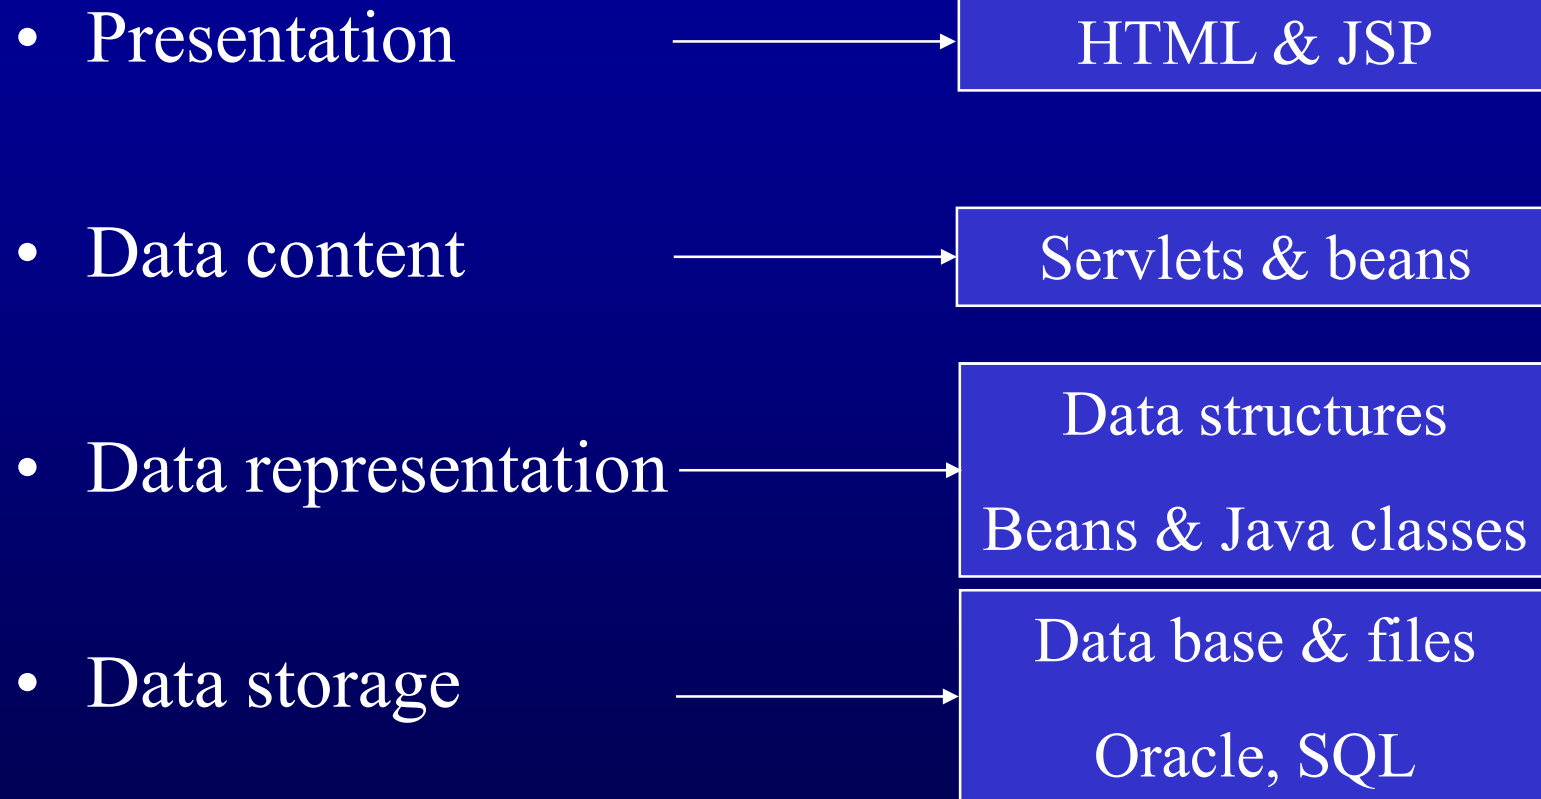 • Presentation
HTML & JSP
• Data content
Servlets & beans
• Data representation
Data structures
Beans & Java classes
• Data storage
Data base & files
Oracle, SQL